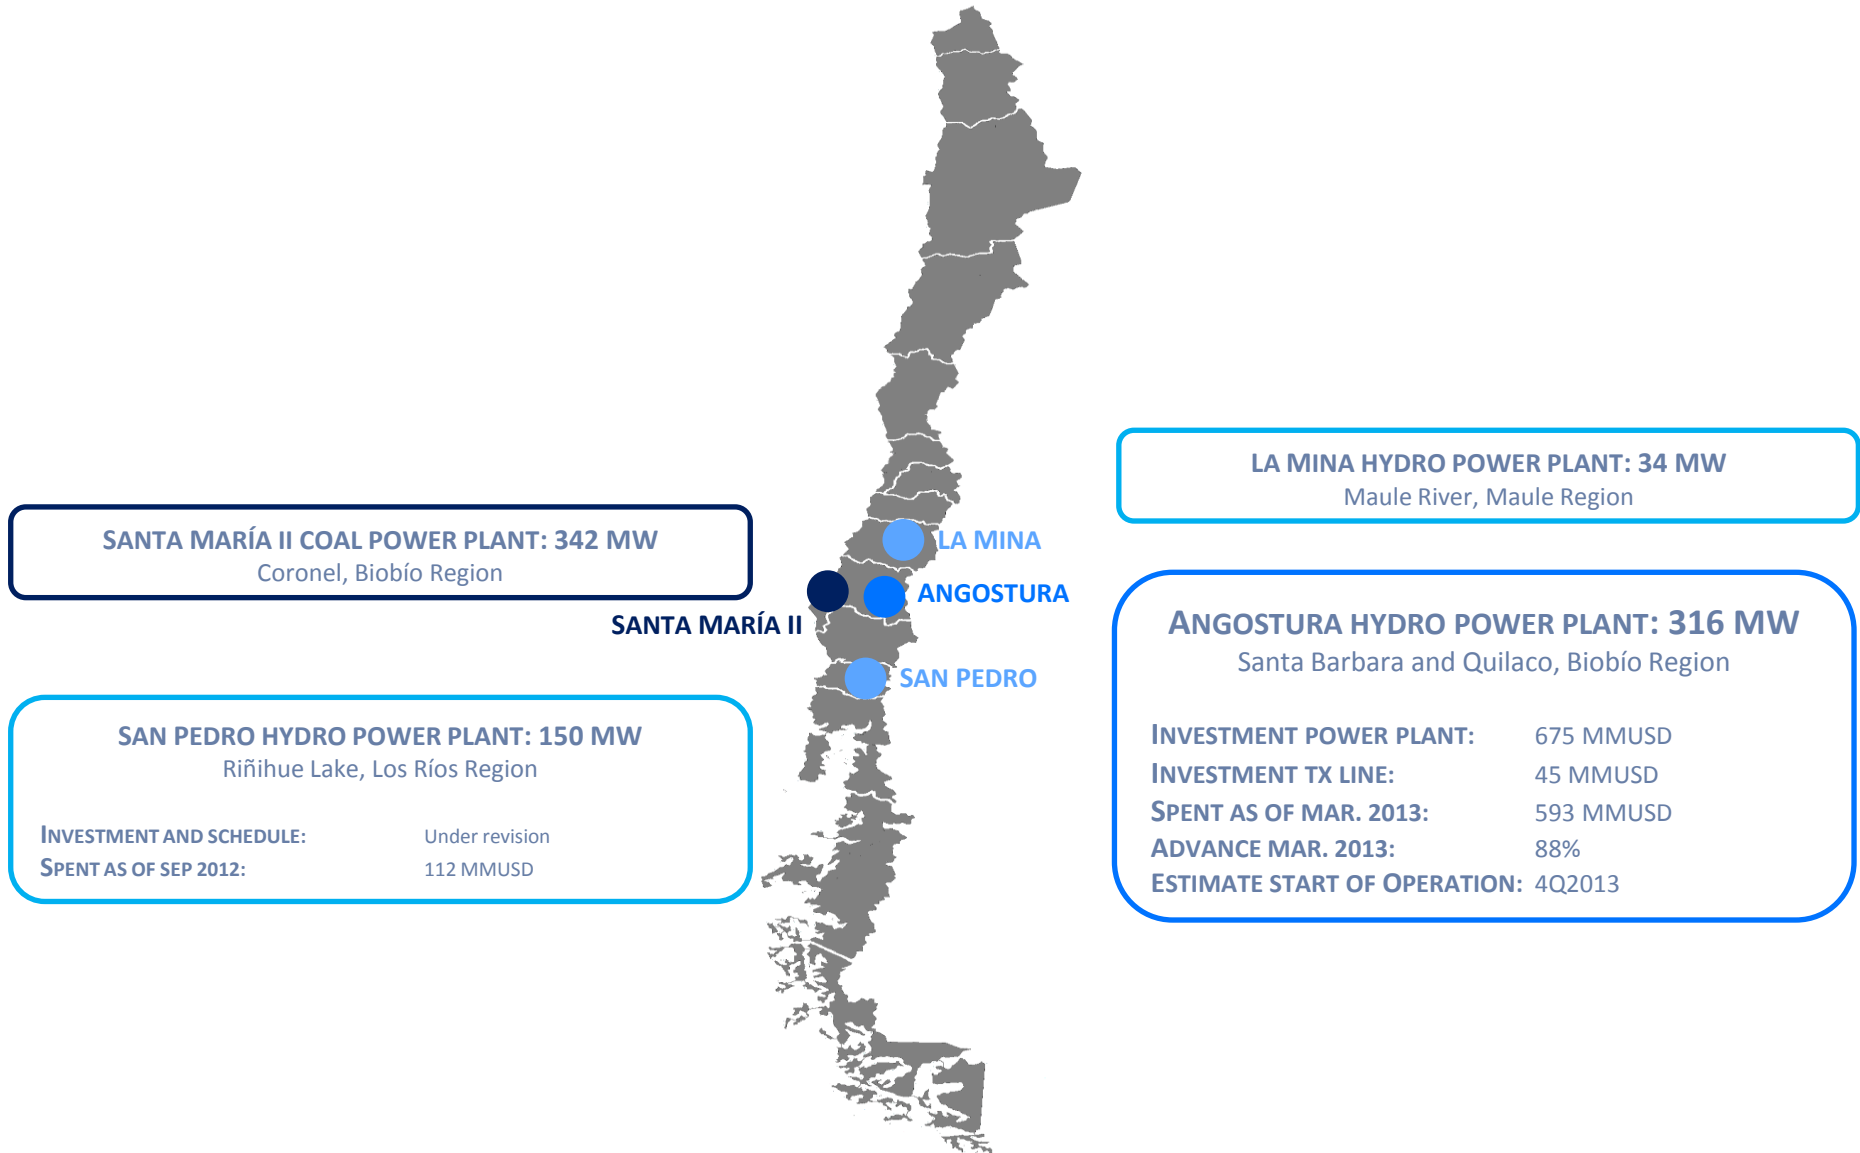 SANTA MARÍA II COAL POWER PLANT: 342 MW
Coronel, Biobío Region
SAN PEDRO HYDRO POWER PLANT: 150 MW
Riñihue Lake, Los Ríos Region
INVESTMENT AND SCHEDULE: Under revision
SPENT AS OF SEP 2012: 112 MMUSD
LA MINA
ANGOSTURA
SANTA MARÍA II
SAN PEDRO
LA MINA HYDRO POWER PLANT: 34 MW
Maule River, Maule Region
ANGOSTURA HYDRO POWER PLANT: 316 MW
Santa Barbara and Quilaco, Biobío Region
INVESTMENT POWER PLANT: 675 MMUSD
INVESTMENT TX LINE: 45 MMUSD
SPENT AS OF MAR. 2013: 593 MMUSD
ADVANCE MAR. 2013: 88%
ESTIMATE START OF OPERATION: 4Q2013